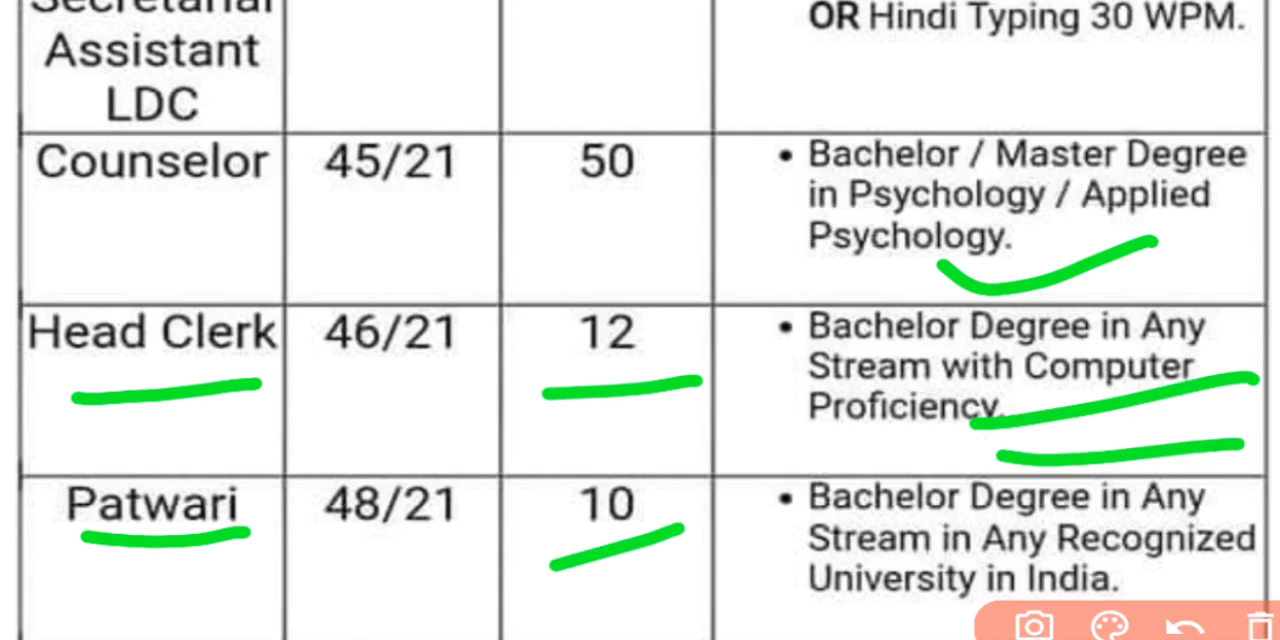 Secretarial
Assistant
LDC
OR Hindi Typing 30 WPM.
Counselor
45/21
50
• Bachelor / Master Degree
in Psychology / Applied
Psychology.
Head Clerk
46/21
12
• Bachelor Degree in Any
Stream with Computer
Proficiency.
Patwari
48/21
10
• Bachelor Degree in Any
Stream in Any Recognized
University in India.